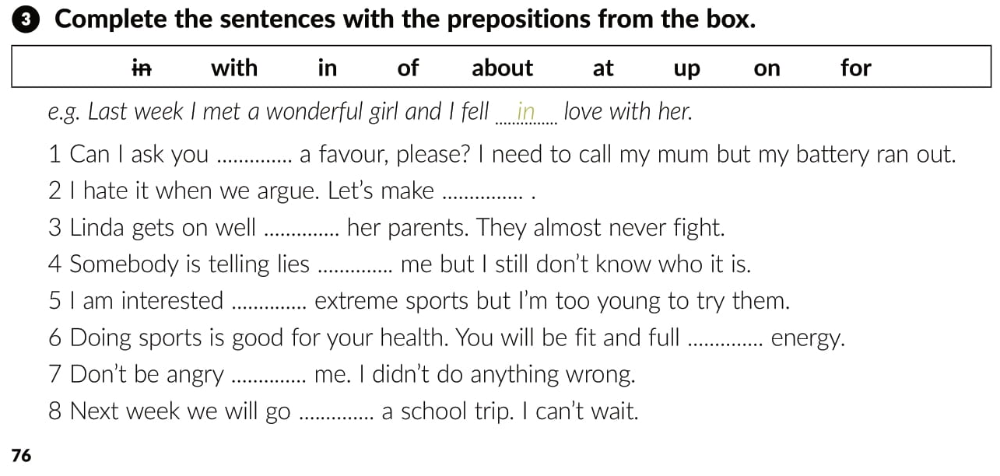 3 Complete the sentences with the prepositions from the box.
in with in of about at up on for
e.g. Last week I met a wonderful girl and I fell in love with her.
1 Can I ask you .............. a favour, please? I need to call my mum but my battery ran out.
2 I hate it when we argue. Let’s make ............... .
3 Linda gets on well .............. her parents. They almost never fight.
4 Somebody is telling lies .............. me but I still don’t know who it is.
5 I am interested .............. extreme sports but I’m too young to try them.
6 Doing sports is good for your health. You will be fit and full .............. energy.
7 Don’t be angry .............. me. I didn’t do anything wrong.
8 Next week we will go .............. a school trip. I can’t wait.
76